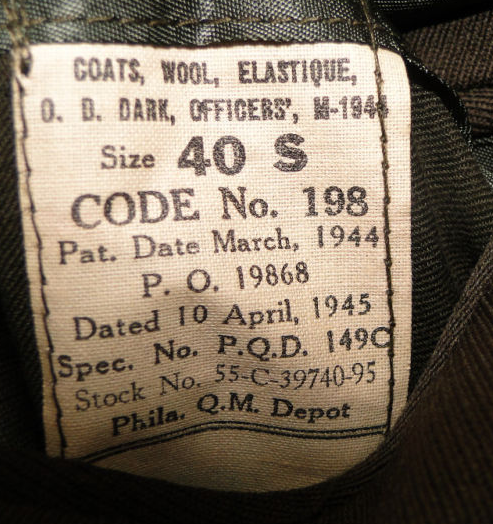 COATS, WOOL, ELASTIQUE,
O. D. DARK, OFFICERS', M-1944
Size 40 S
CODE No. 198
Pat. Date March, 1944
P. O. 19868
Dated 10 April, 1945
Spec. No. P.Q.D. 149C
Stock No. 55-C-39740-95
Phila. Q.M. Depot